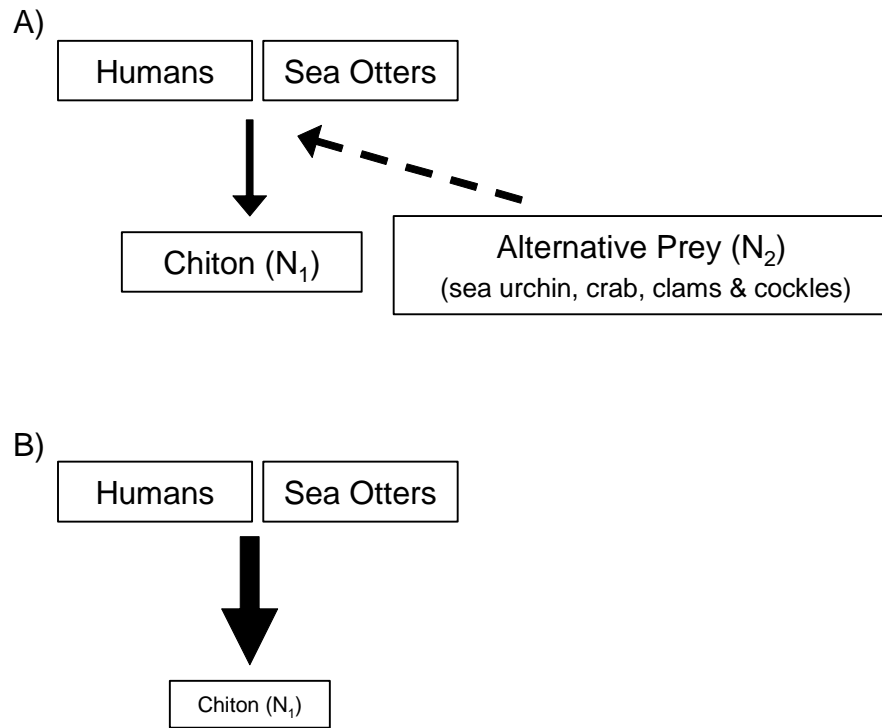 A)
Humans
Sea Otters
Chiton (N₁)
Alternative Prey (N₂)
(sea urchin, crab, clams & cockles)
B)
Humans
Sea Otters
Chiton (N₁)